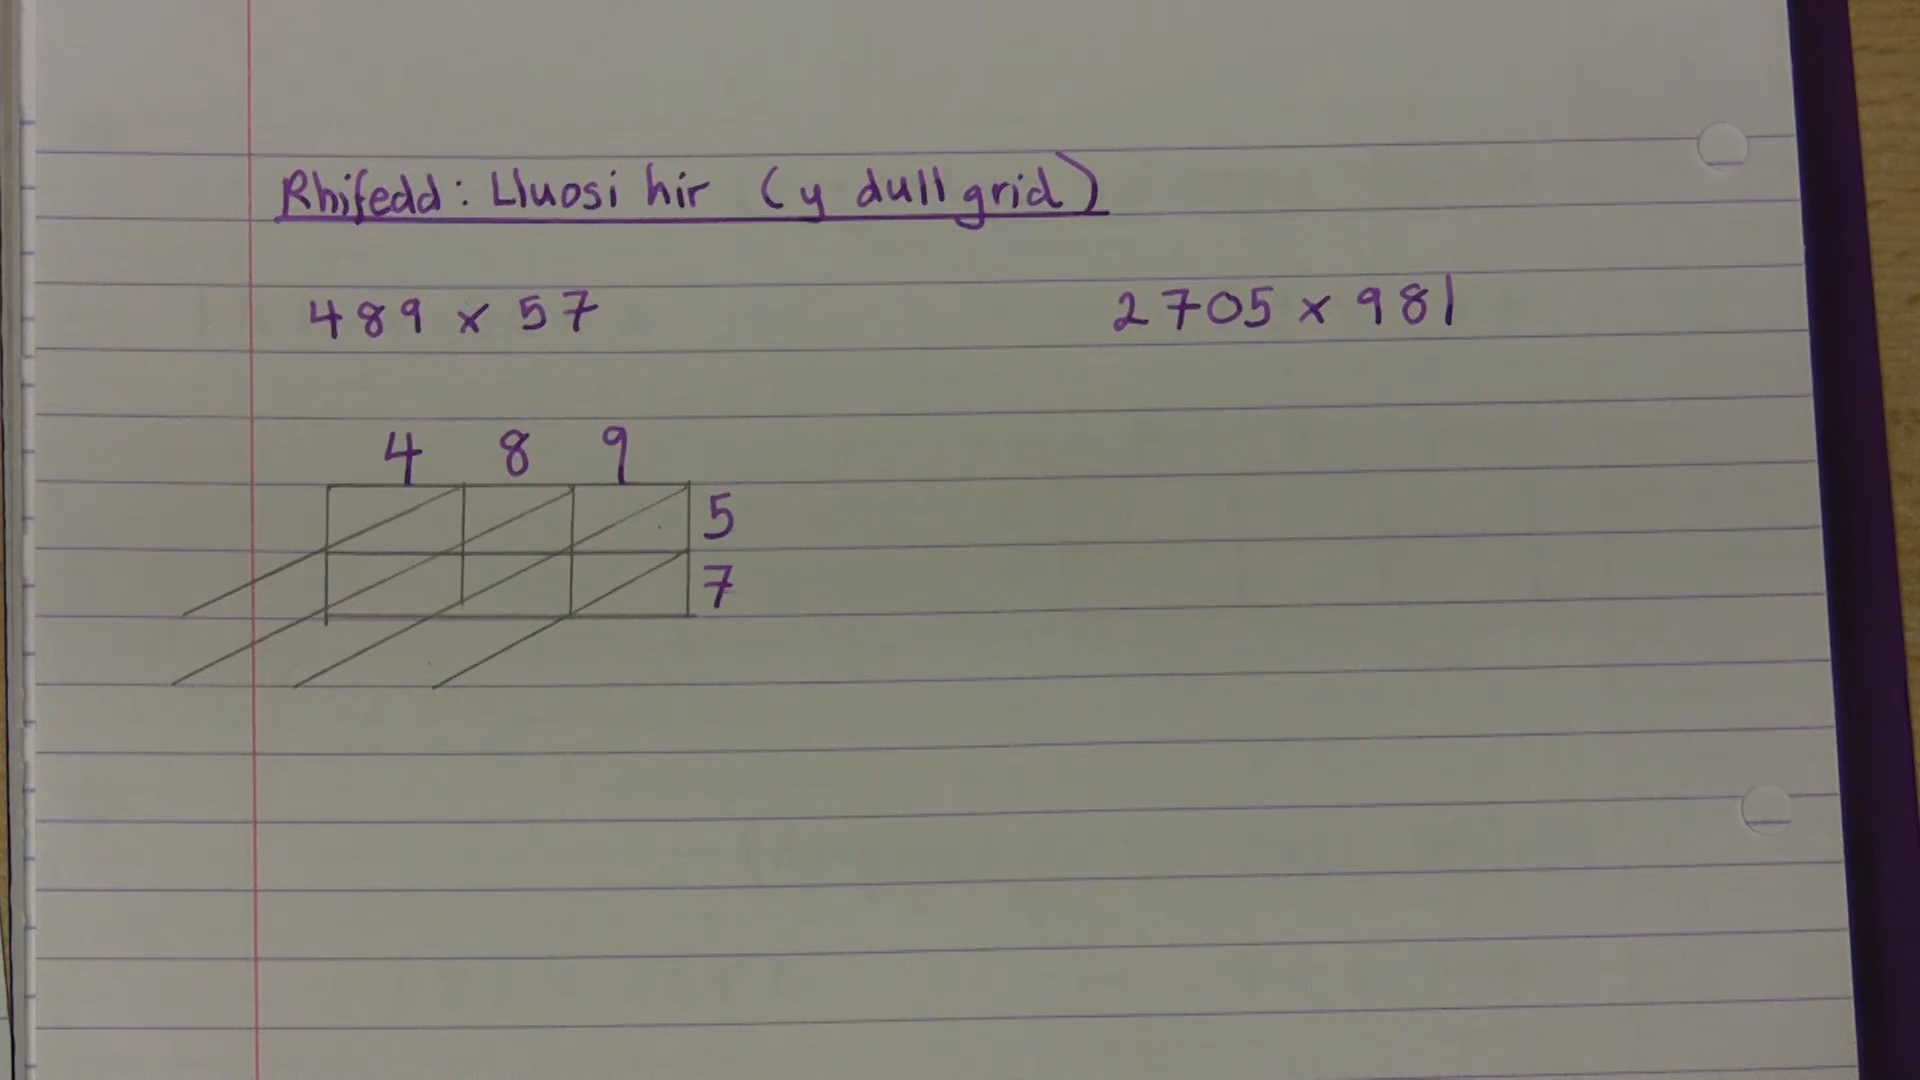 Rhifedd: Lluosi hir (y dull grid)
489 x 57
2705 x 981
4 8 9
5
7